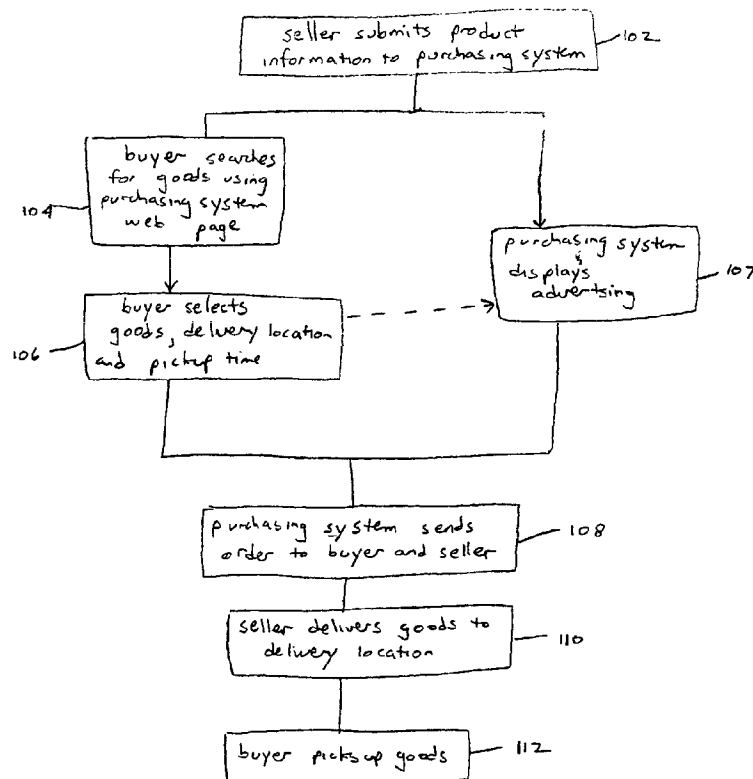 seller submits product
information to purchasing system
102
buyer searches
for goods using
purchasing system
web page
104
purchasing system
displays
advertsing
107
buyer selects
goods, delivery location
and pickup time
106
purchasing system sends
order to buyer and seller
108
seller delivers goods to
delivery location
110
buyer picks up goods
112